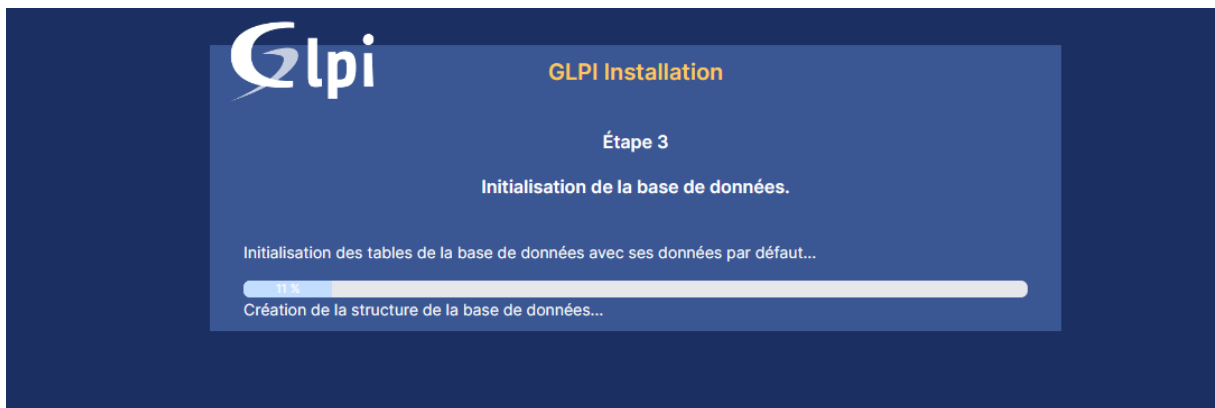 Glpi
GLPI Installation
Étape 3
Initialisation de la base de données.
Initialisation des tables de la base de données avec ses données par défaut...
11 %
Création de la structure de la base de données...